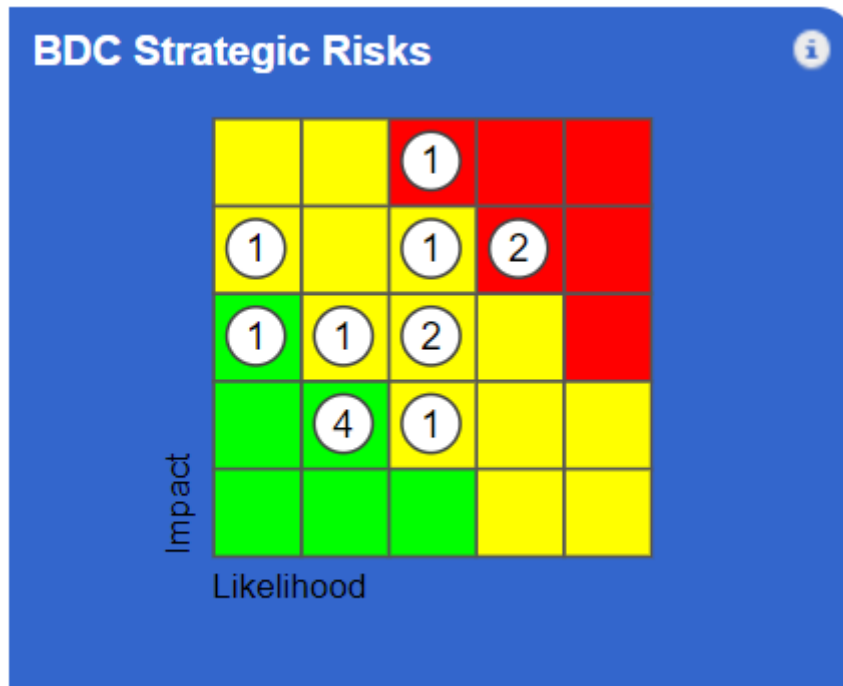 BDC Strategic Risks
1
1 1 2
1 1 2
4 1
Impact
Likelihood